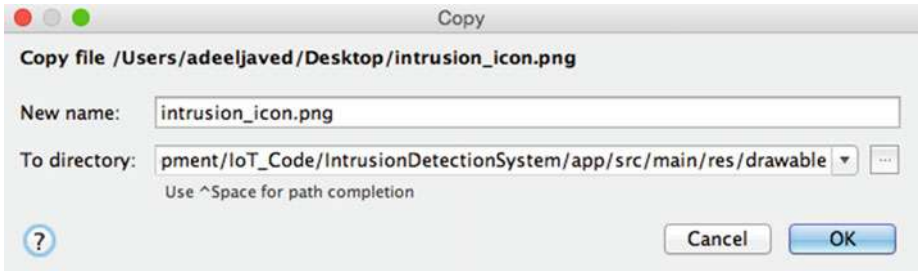 Copy
Copy file /Users/adeeljaved/Desktop/intrusion_icon.png
New name: intrusion_icon.png
To directory: pment/IoT_Code/IntrusionDetectionSystem/app/src/main/res/drawable ...
Use ^Space for path completion
? Cancel OK